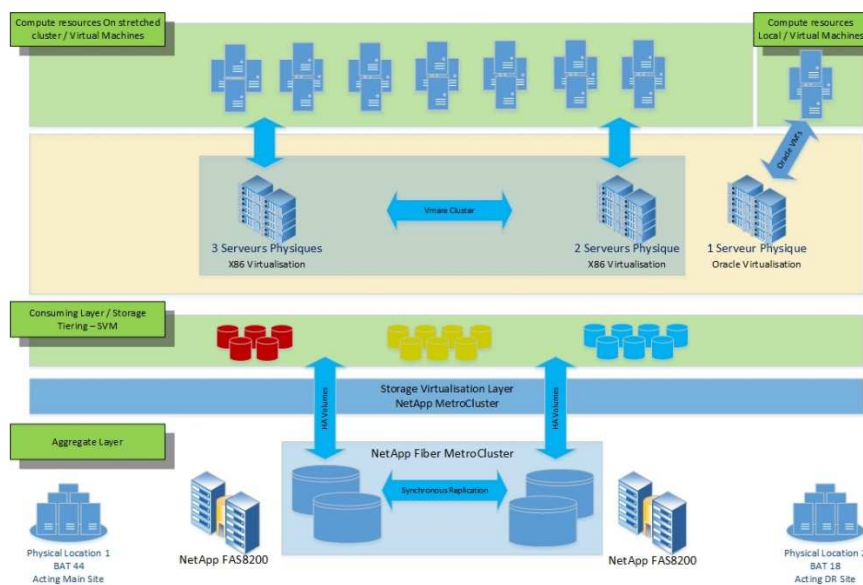 Compute resources On stretched
cluster / Virtual Machines
Compute resources
Local / Virtual Machines
Oracle VM's
Vmare Cluster
3 Serveurs Physiques
X86 Virtualisation
2 Serveurs Physique
X86 Virtualisation
1 Serveur Physique
Oracle Virtualisation
Consuming Layer / Storage
Tiering – SVM
Storage Virtualisation Layer
NetApp MetroCluster
HA Volumes
HA Volumes
Aggregate Layer
NetApp Fiber MetroCluster
Synchronous Replication
NetApp FAS8200
NetApp FAS8200
Physical Location 1
BAT 44
Acting Main Site
Physical Location 2
BAT 18
Acting DR Site